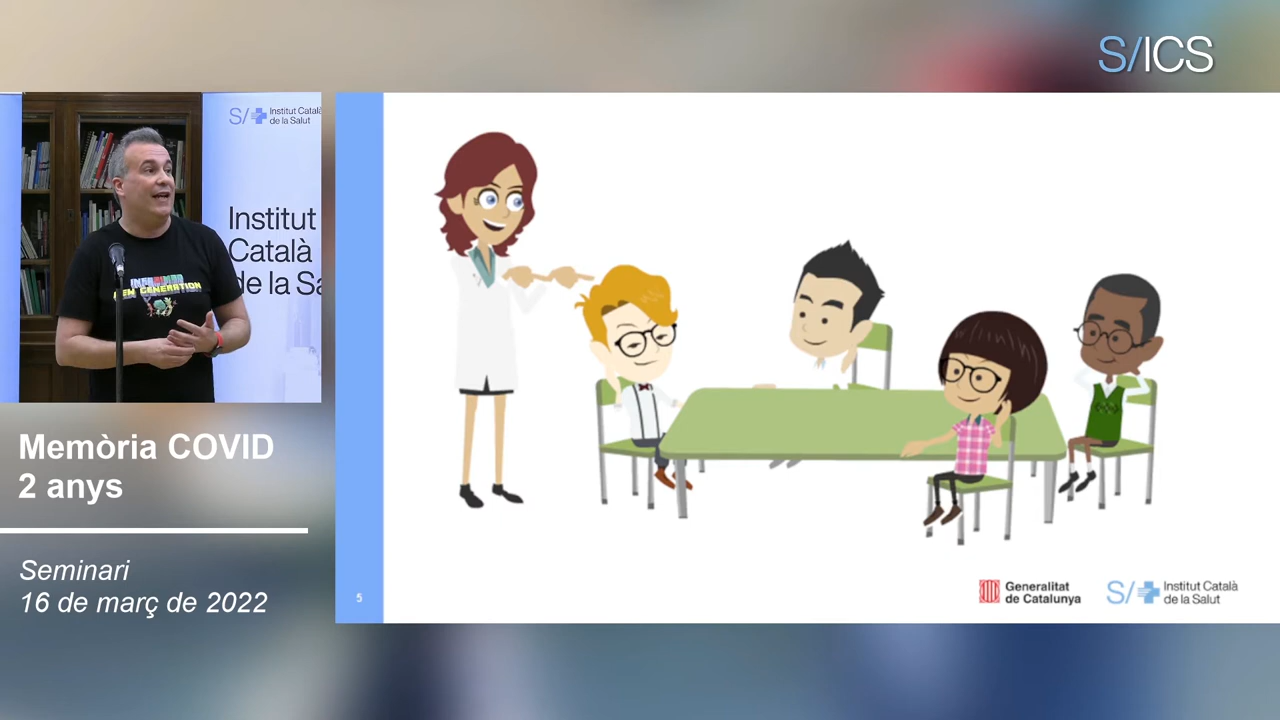 S/ICS
S/ Institut Català
de la Salut
Institut
Català
de la Sa
GENERATION
Memòria COVID
2 anys
Seminari
16 de març de 2022
5
Generalitat
de Catalunya
S/ Institut Català
de la Salut